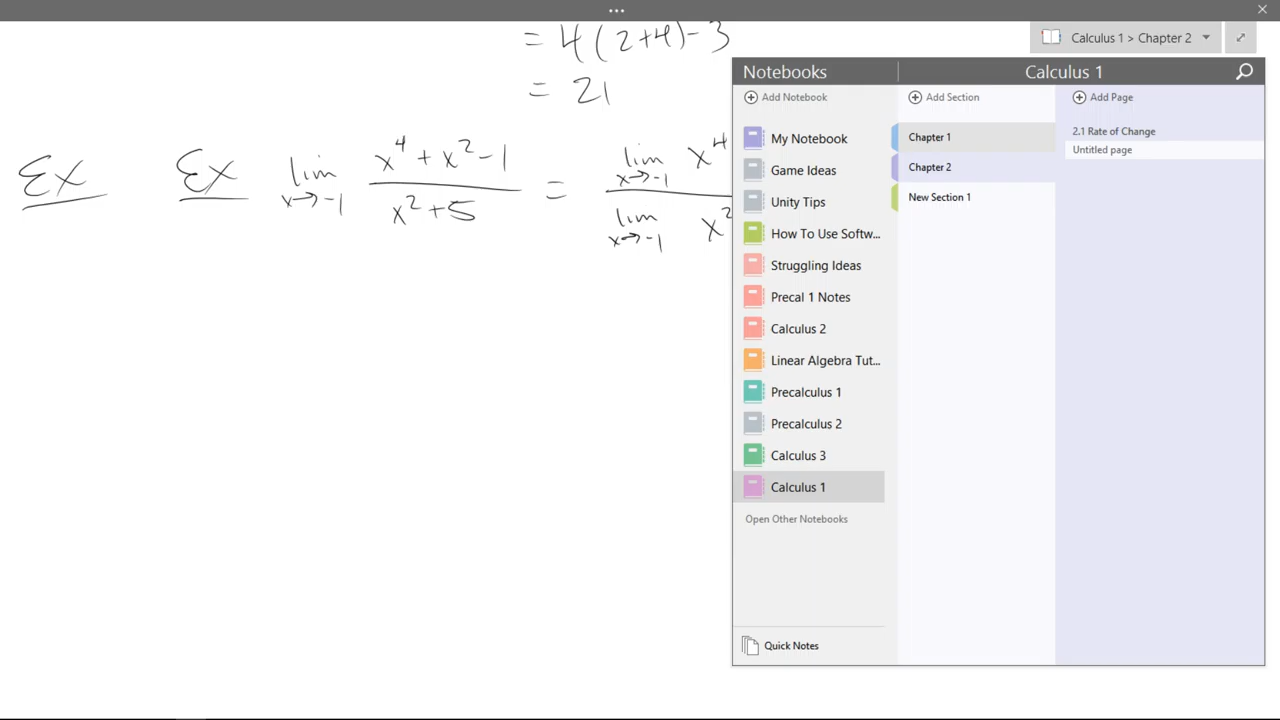 = 4(2+4)-3
= 21
Ex Ex lim x→-1 (x^4 + x^2 - 1)/(x^2 + 5) = lim x→-1 x^4 / lim x→-1 x^2
Calculus 1 > Chapter 2
Notebooks
Calculus 1
Add Notebook
My Notebook
Game Ideas
Unity Tips
How To Use Softw...
Struggling Ideas
Precal 1 Notes
Calculus 2
Linear Algebra Tut...
Precalculus 1
Precalculus 2
Calculus 3
Calculus 1
Open Other Notebooks
Quick Notes
Add Section
Chapter 1
Chapter 2
New Section 1
Add Page
2.1 Rate of Change
Untitled page